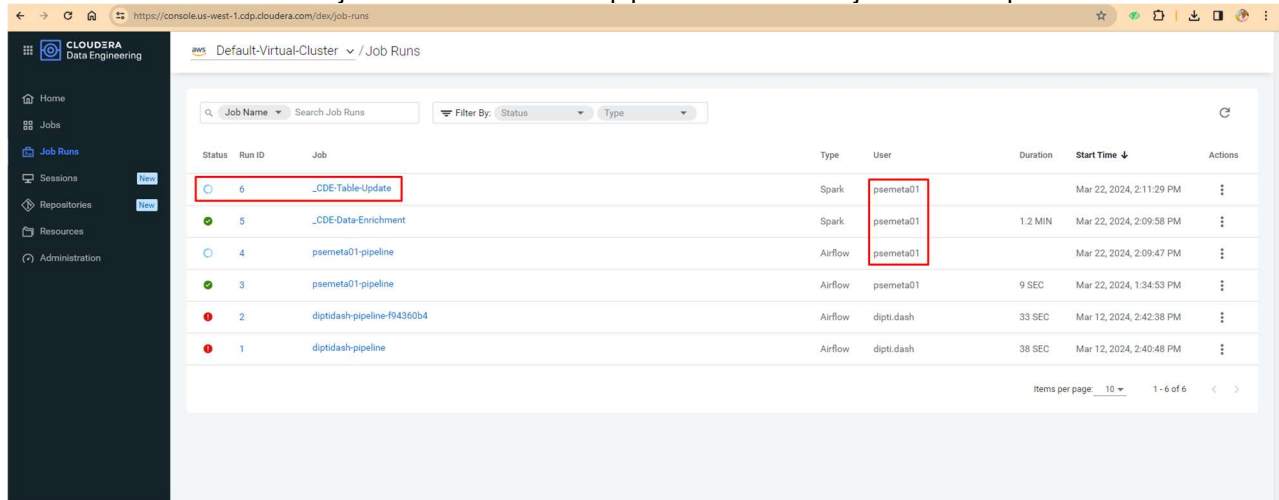 https://console.us-west-1.cdp.cloudera.com/dex/job-runs
CLOUDERA
Data Engineering
aws Default-Virtual-Cluster / Job Runs
Home
Jobs
Job Runs
Sessions New
Repositories New
Resources
Administration
Job Name Search Job Runs Filter By: Status Type
Status Run ID Job Type User Duration Start Time Actions
6 _CDE-Table-Update Spark psemeta01 Mar 22, 2024, 2:11:29 PM
5 _CDE-Data-Enrichment Spark psemeta01 1.2 MIN Mar 22, 2024, 2:09:58 PM
4 psemeta01-pipeline Airflow psemeta01 Mar 22, 2024, 2:09:47 PM
3 psemeta01-pipeline Airflow psemeta01 9 SEC Mar 22, 2024, 1:34:53 PM
2 diptidash-pipeline-f94360b4 Airflow dipti.dash 33 SEC Mar 12, 2024, 2:42:38 PM
1 diptidash-pipeline Airflow dipti.dash 38 SEC Mar 12, 2024, 2:40:48 PM
Items per page: 10 1 - 6 of 6